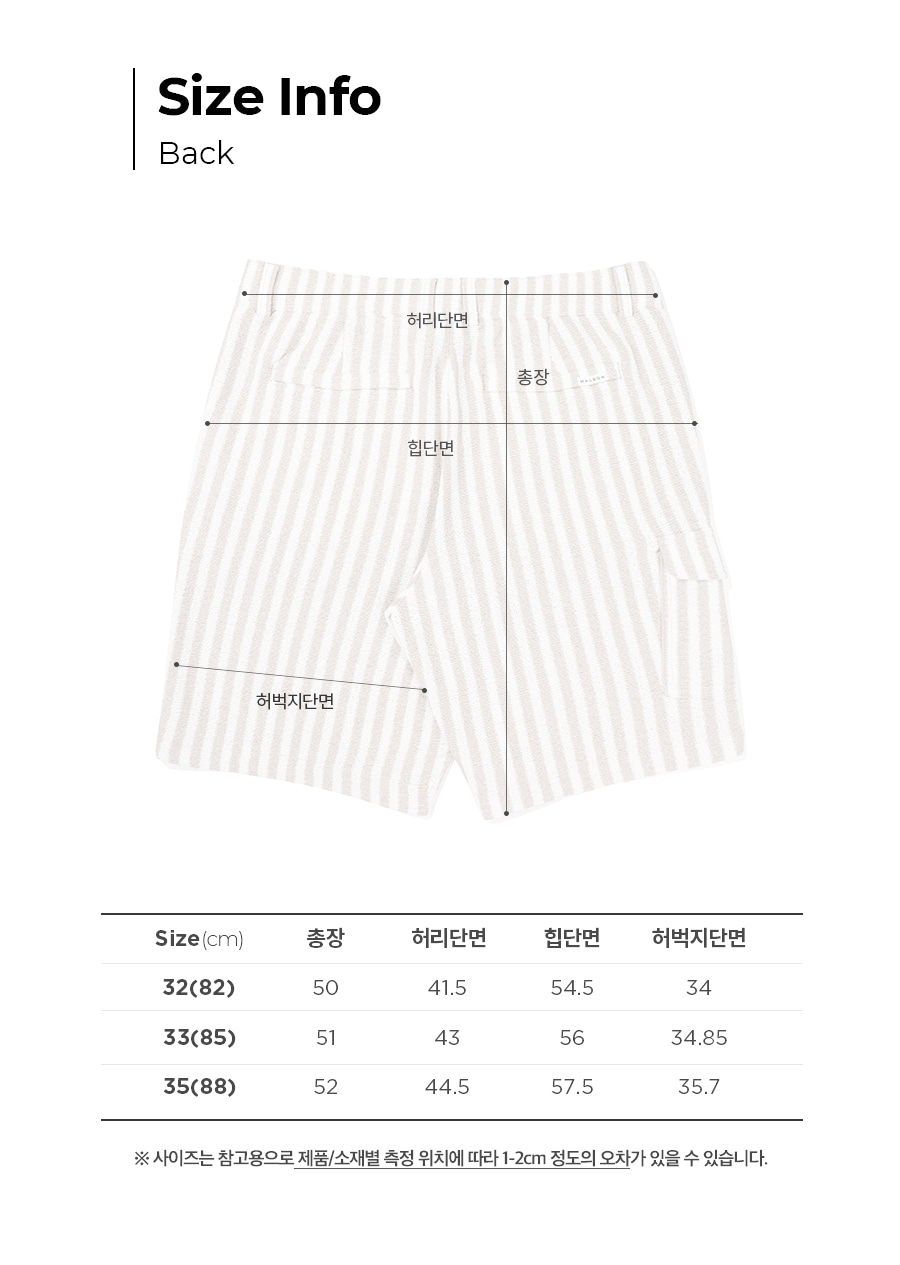 Size Info
Back
허리단면
총장
MALBON
힙단면
허벅지단면
Size(cm) 총장 허리단면 힙단면 허벅지단면
32(82) 50 41.5 54.5 34
33(85) 51 43 56 34.85
35(88) 52 44.5 57.5 35.7
※ 사이즈는 참고용으로 제품/소재별 측정 위치에 따라 1-2cm 정도의 오차가 있을 수 있습니다.